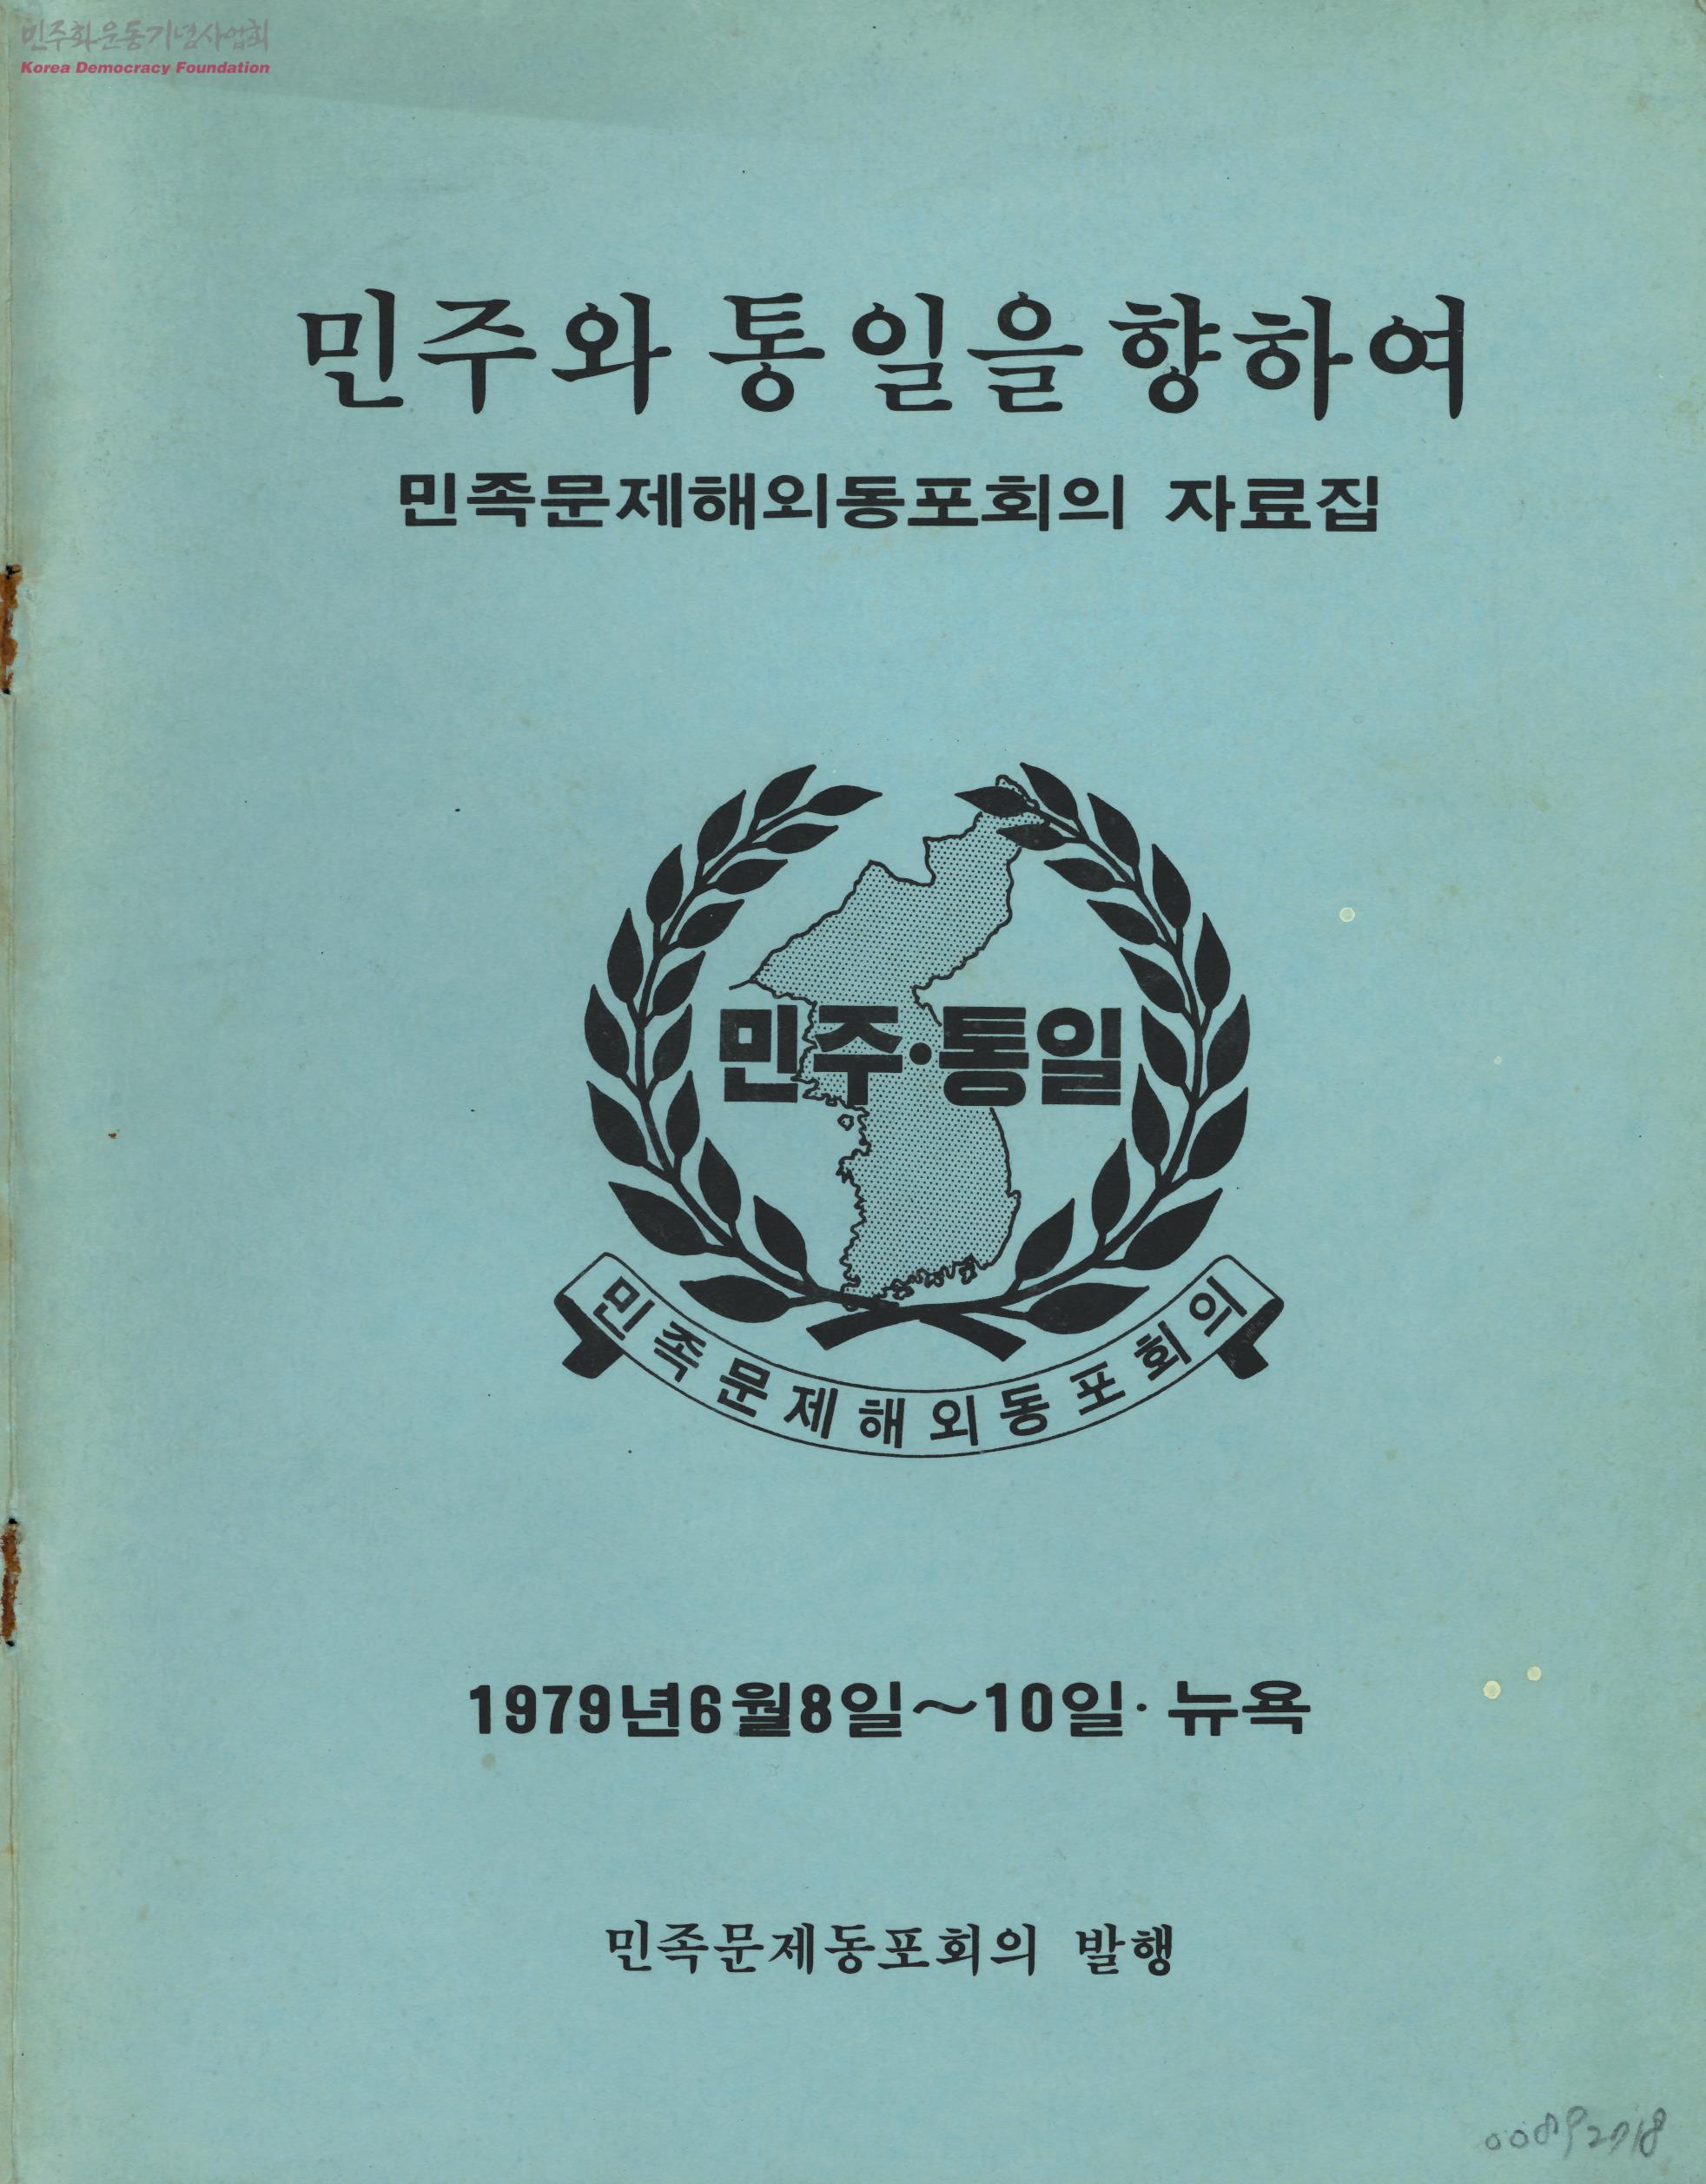 민주화운동기념사업회
Korea Democracy Foundation
민주와 통일을 향하여
민족문제해외동포회의 자료집
민주·통일
민족문제해외동포회의
1979년6월8일~10일·뉴욕
민족문제동포회의 발행